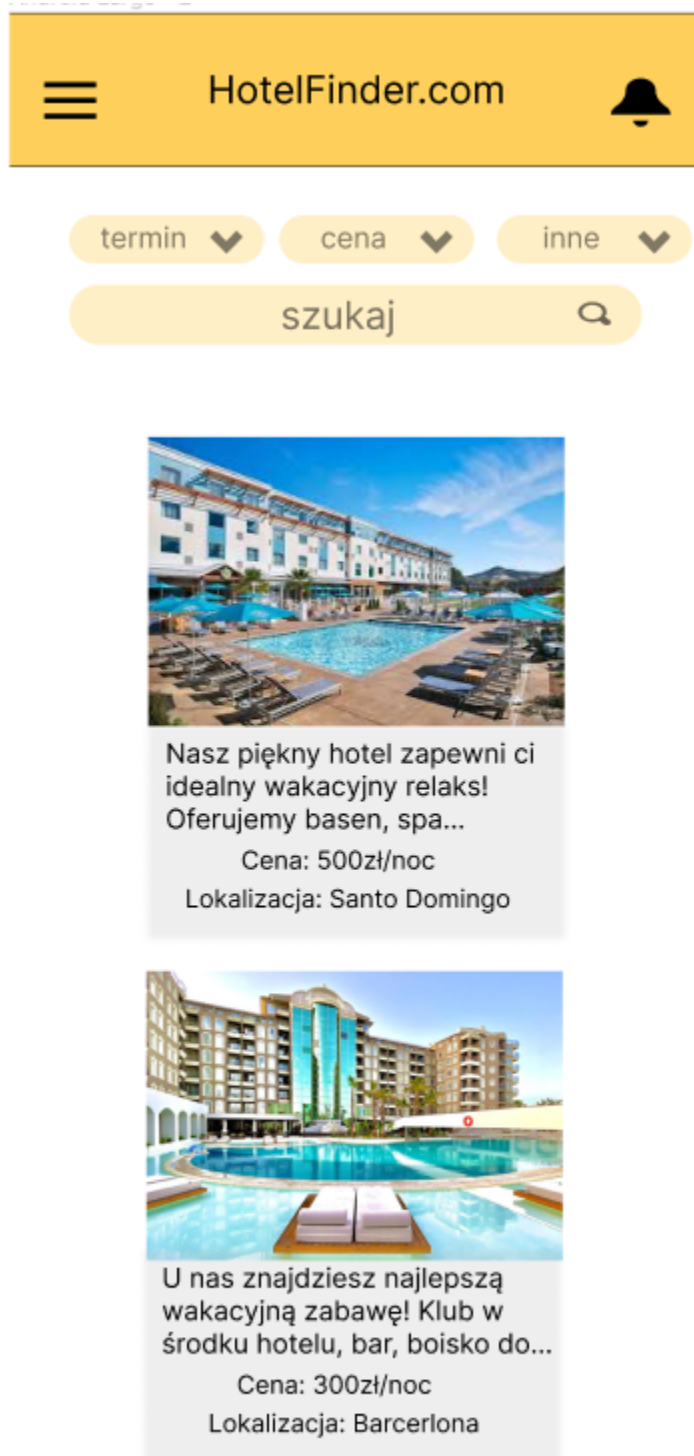 HotelFinder.com
termin
cena
inne
szukaj
Nasz piękny hotel zapewni ci
idealny wakacyjny relaks!
Oferujemy basen, spa...
Cena: 500zł/noc
Lokalizacja: Santo Domingo
U nas znajdziesz najlepszą
wakacyjną zabawę! Klub w
środku hotelu, bar, boisko do...
Cena: 300zł/noc
Lokalizacja: Barcerlona